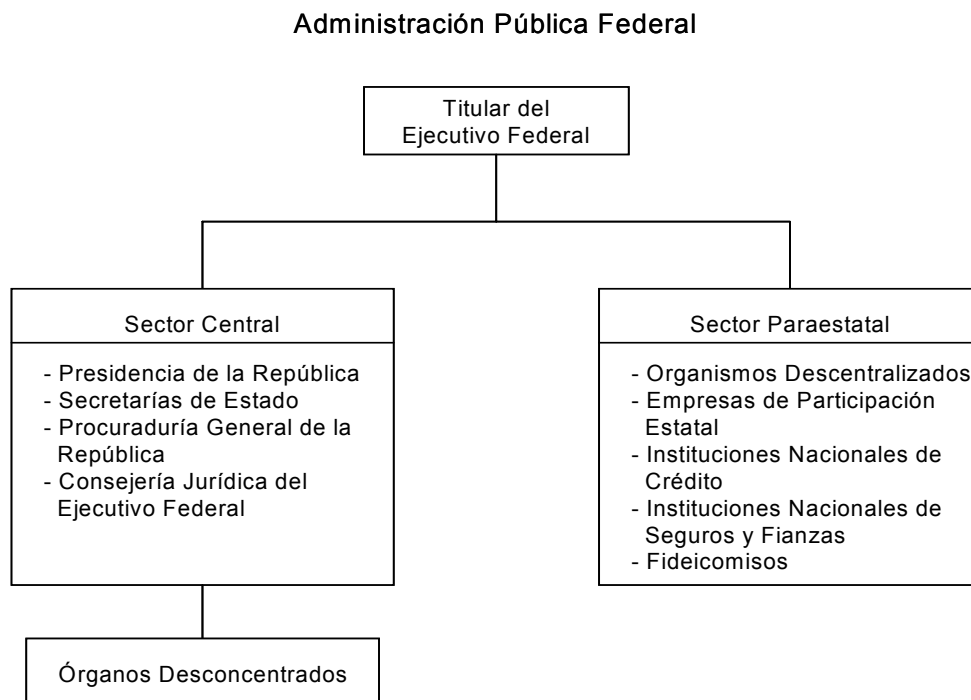 Administración Pública Federal
Titular del
Ejecutivo Federal
Sector Central
- Presidencia de la República
- Secretarías de Estado
- Procuraduría General de la
República
- Consejería Jurídica del
Ejecutivo Federal
Sector Paraestatal
- Organismos Descentralizados
- Empresas de Participación
Estatal
- Instituciones Nacionales de
Crédito
- Instituciones Nacionales de
Seguros y Fianzas
- Fideicomisos
Órganos Desconcentrados